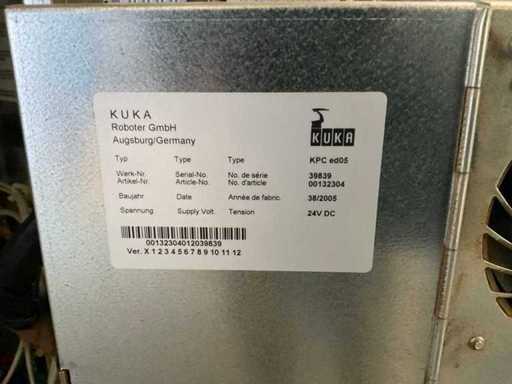 KUKA
Roboter GmbH
Augsburg/Germany
KUKA
Typ Type Type KPC ed05
Werk-Nr. Serial-No. No. de série 39839
Artikel-Nr. Article-No. No. d'article 00132304
Baujahr Date Année de fabric. 38/2005
Spannung Supply Volt. Tension 24V DC
00132304012039839
Ver. X 1 2 3 4 5 6 7 8 9 10 11 12